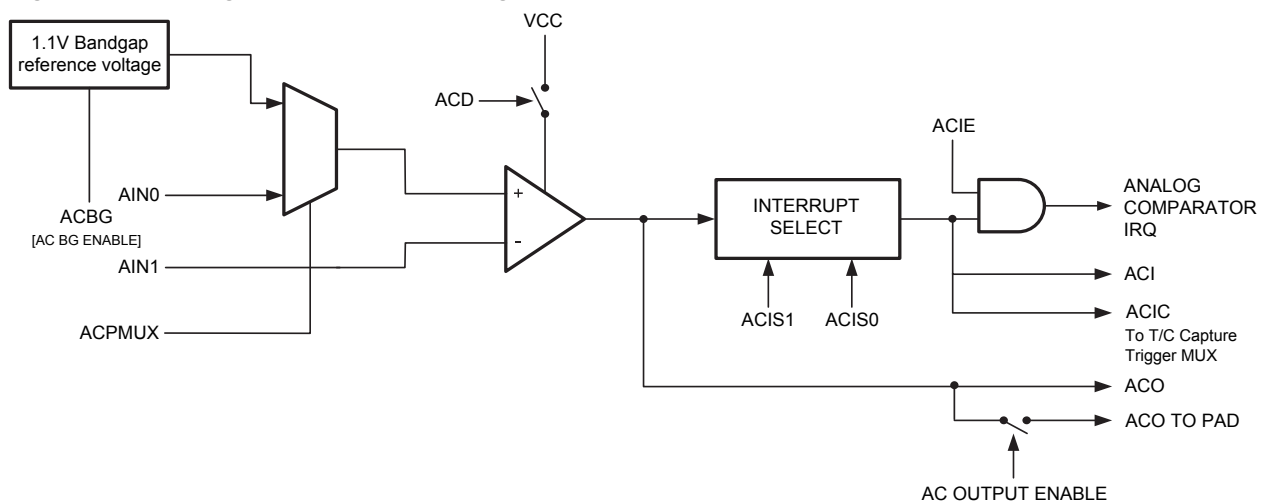 VCC
1.1V Bandgap
reference voltage
ACD
ACIE
AIN0
ACBG
[AC BG ENABLE]
AIN1
ACPMUX
+
-
INTERRUPT
SELECT
ACIS1
ACIS0
ANALOG
COMPARATOR
IRQ
ACI
ACIC
To T/C Capture
Trigger MUX
ACO
ACO TO PAD
AC OUTPUT ENABLE